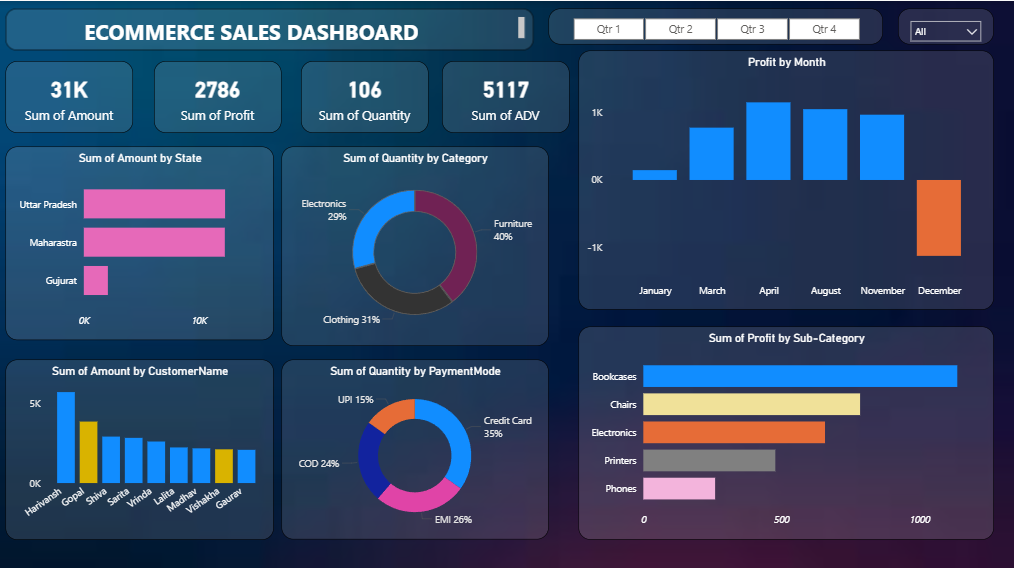 ECOMMERCE SALES DASHBOARD
Qtr 1
Qtr 2
Qtr 3
Qtr 4
All
31K
Sum of Amount
2786
Sum of Profit
106
Sum of Quantity
5117
Sum of ADV
Sum of Amount by State
Uttar Pradesh
Maharastra
Gujurat
0K
10K
Sum of Quantity by Category
Electronics
29%
Furniture
40%
Clothing 31%
Profit by Month
1K
0K
-1K
January
March
April
August
November
December
Sum of Amount by CustomerName
5K
0K
Harivansh
Gopal
Shiva
Sarita
Vrinda
Lalita
Madhav
Vishakha
Gaurav
Sum of Quantity by PaymentMode
UPI 15%
Credit Card
35%
COD 24%
EMI 26%
Sum of Profit by Sub-Category
Bookcases
Chairs
Electronics
Printers
Phones
0
500
1000